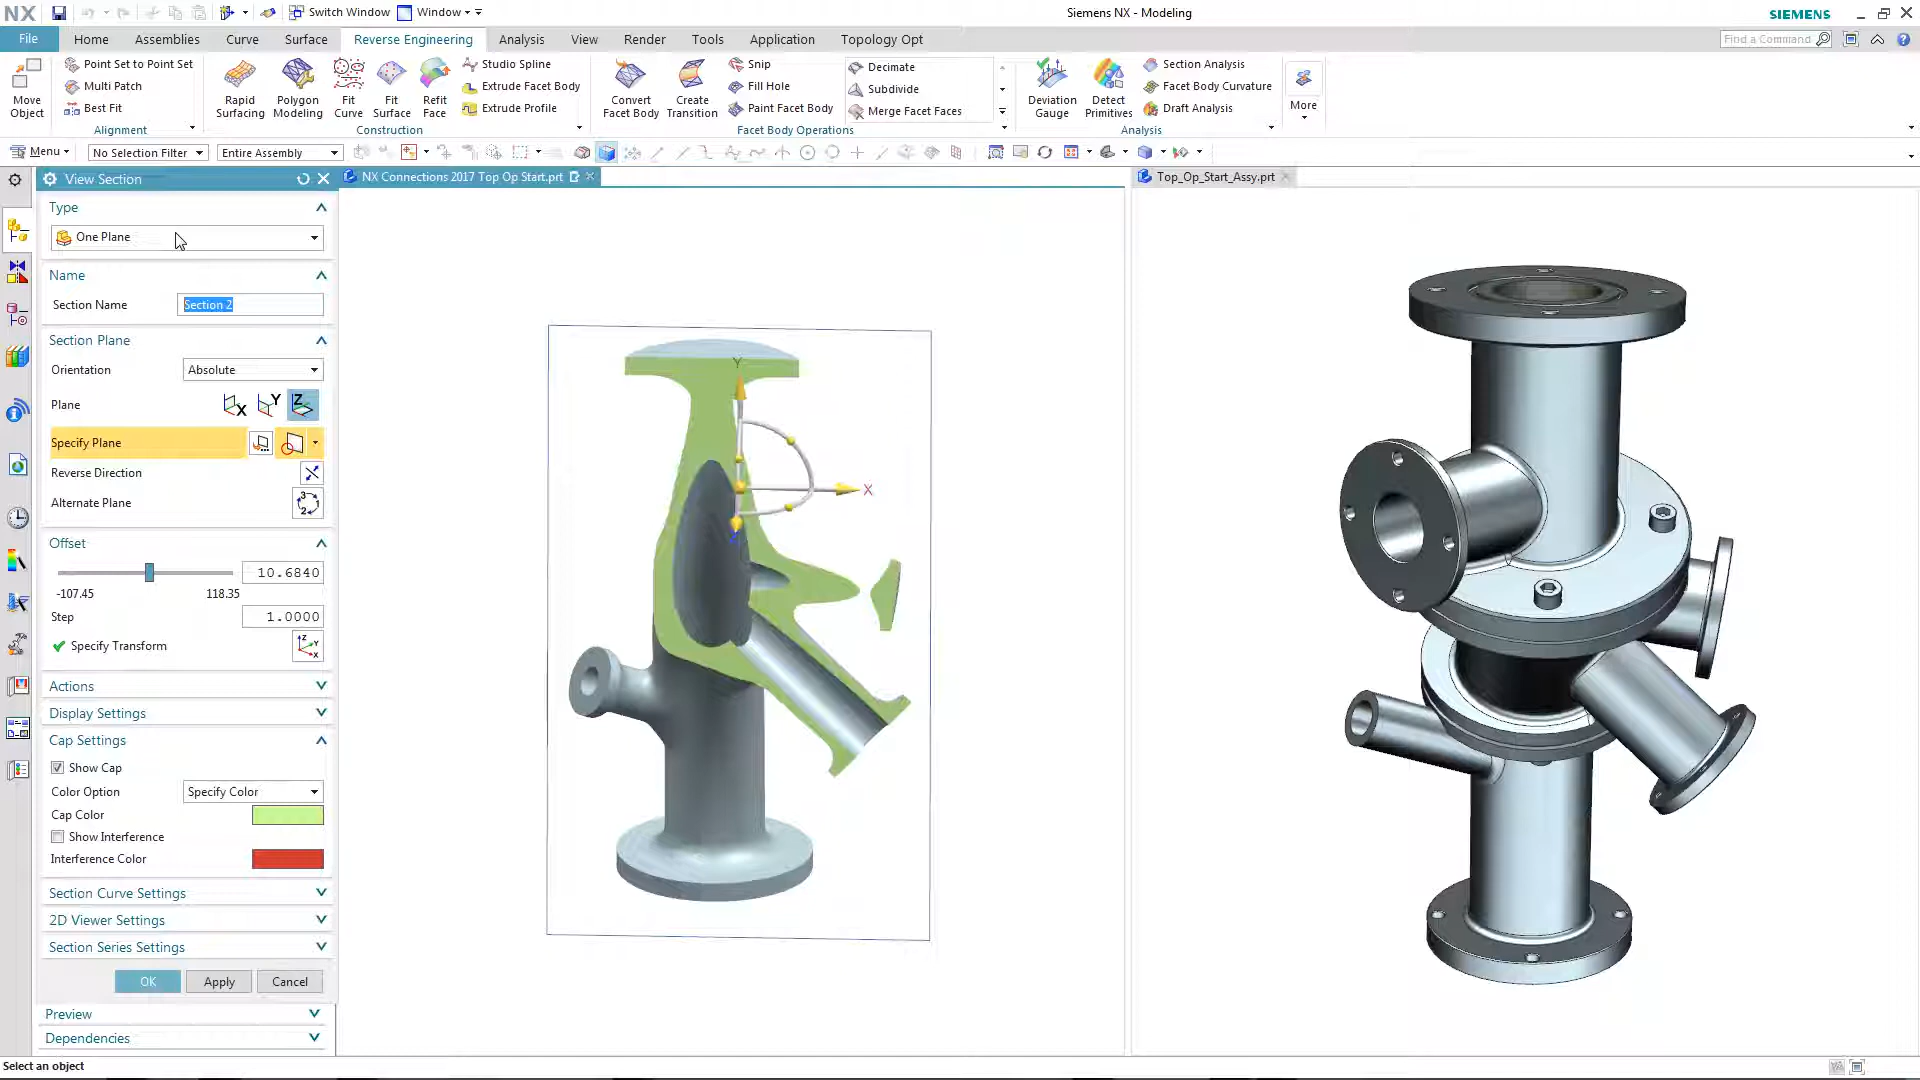 NX
Switch Window
Window
Siemens NX - Modeling
SIEMENS
File
Home
Assemblies
Curve
Surface
Reverse Engineering
Analysis
View
Render
Tools
Application
Topology Opt
Find a Command
Move
Object
Point Set to Point Set
Multi Patch
Best Fit
Alignment
Rapid
Surfacing
Polygon
Modeling
Fit
Curve
Fit
Surface
Refit
Face
Studio Spline
Extrude Facet Body
Extrude Profile
Construction
Convert
Facet Body
Create
Transition
Snip
Fill Hole
Paint Facet Body
Decimate
Subdivide
Merge Facet Faces
Facet Body Operations
Deviation
Gauge
Detect
Primitives
Section Analysis
Facet Body Curvature
Draft Analysis
Analysis
More
Menu
No Selection Filter
Entire Assembly
View Section
NX Connections 2017 Top Op Start.prt
Top_Op_Start_Assy.prt
Type
One Plane
Name
Section Name
Section 2
Section Plane
Orientation
Absolute
Plane
X
Y
Z
Specify Plane
Reverse Direction
Alternate Plane
Offset
10.6840
-107.45
118.35
Step
1.0000
Specify Transform
Actions
Display Settings
Cap Settings
Show Cap
Color Option
Specify Color
Cap Color
Show Interference
Interference Color
Section Curve Settings
2D Viewer Settings
Section Series Settings
OK
Apply
Cancel
Preview
Dependencies
Select an object
Y
X
Z